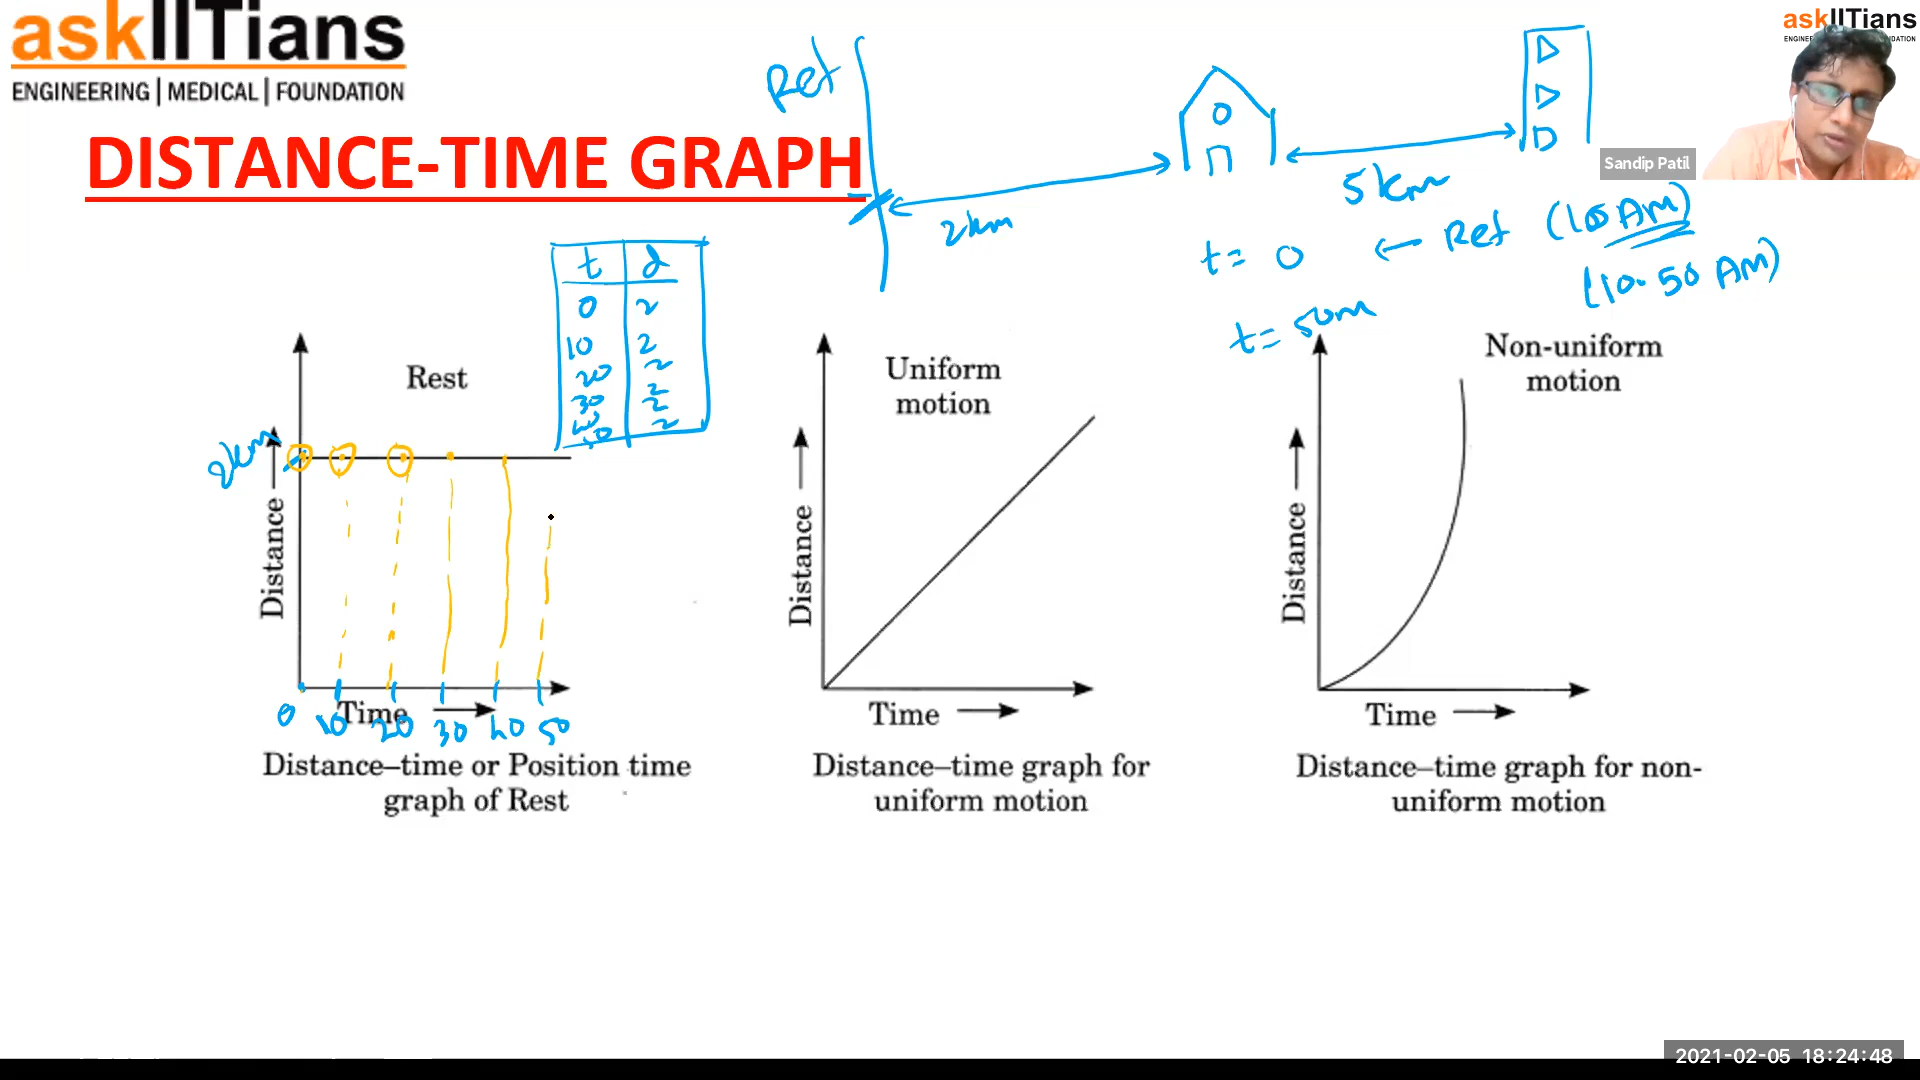 askIITians
ENGINEERING | MEDICAL | FOUNDATION
askIITians
Sandip Patil
DISTANCE-TIME GRAPH
Ref
2km
5km
t= 0 ← Ref (10 AM)
(10.50 AM)
t= 50m
t d
0 2
10 2
20 2
30 2
40 2
50 2
2km
Rest
Distance
0 10 20 30 40 50
Time
Distance–time or Position time
graph of Rest
Uniform
motion
Distance
Time
Distance–time graph for
uniform motion
Non-uniform
motion
Distance
Time
Distance–time graph for non-
uniform motion
2021-02-05 18:24:48